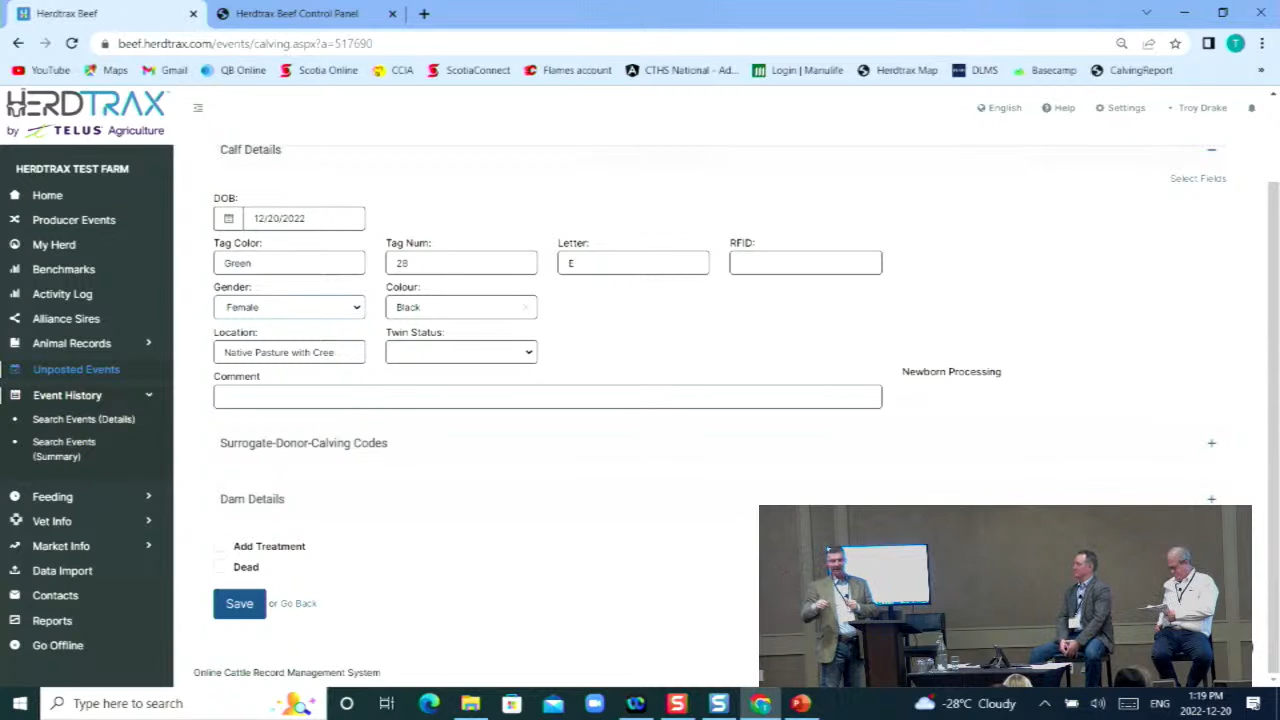 Herdtrax Beef
Herdtrax Beef Control Panel
beef.herdtrax.com/events/calving.aspx?a=517690
T
YouTube
Maps
Gmail
QB Online
Scotia Online
CCIA
ScotiaConnect
Flames account
CTHS National - Ad...
Login | Manulife
Herdtrax Map
DLMS
Basecamp
CalvingReport
HERDTRAX
by TELUS Agriculture
English
Help
Settings
Troy Drake
HERDTRAX TEST FARM
Home
Producer Events
My Herd
Benchmarks
Activity Log
Alliance Sires
Animal Records
Unposted Events
Event History
Search Events (Details)
Search Events
(Summary)
Feeding
Vet Info
Market Info
Data Import
Contacts
Reports
Go Offline
Calf Details
Select Fields
DOB:
12/20/2022
Tag Color:
Tag Num:
Letter:
RFID:
Green
28
E
Gender:
Colour:
Female
Black
Location:
Twin Status:
Native Pasture with Cree
Comment
Newborn Processing
Surrogate-Donor-Calving Codes
Dam Details
Add Treatment
Dead
Save or Go Back
Online Cattle Record Management System
Type here to search
-28°C Cloudy
ENG
1:19 PM
2022-12-20